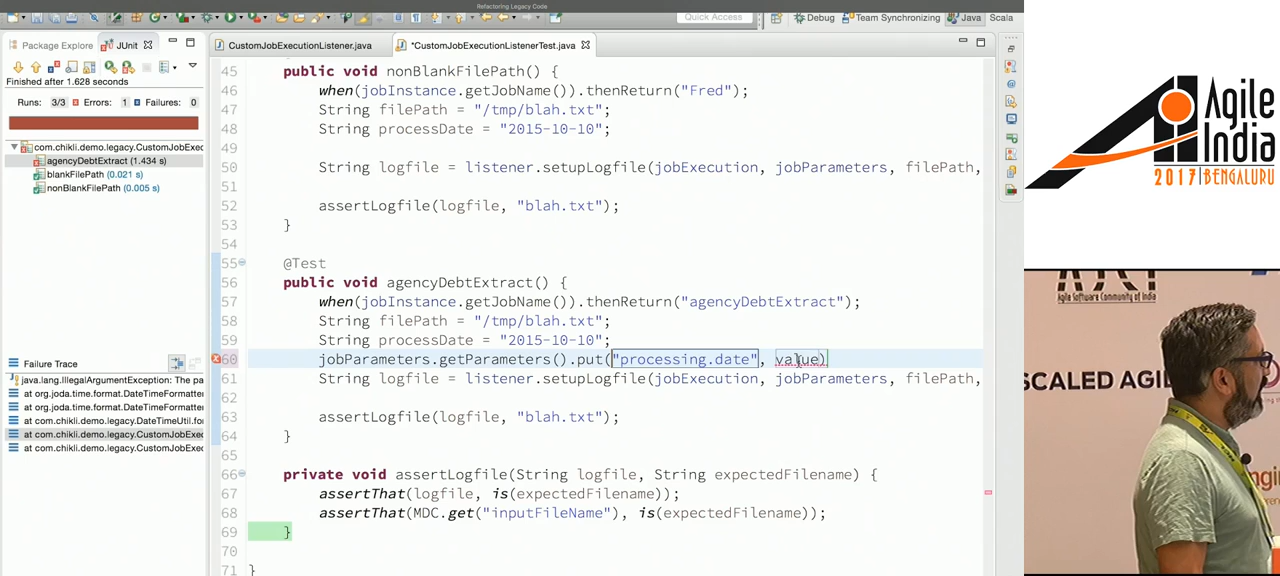 Refactoring Legacy Code
Quick Access
Debug
Team Synchronizing
Java
Scala
Package Explorer
JUnit
CustomJobExecutionListener.java
*CustomJobExecutionListenerTest.java
Finished after 1.628 seconds
Runs: 3/3 Errors: 1 Failures: 0
com.chikli.demo.legacy.CustomJobExec
agencyDebtExtract (1.434 s)
blankFilePath (0.021 s)
nonBlankFilePath (0.005 s)
Failure Trace
java.lang.IllegalArgumentException: The pa
at org.joda.time.format.DateTimeFormatter
at org.joda.time.format.DateTimeFormatter
at com.chikli.demo.legacy.DateTimeUtil.fo
at com.chikli.demo.legacy.CustomJobExec
at com.chikli.demo.legacy.CustomJobExec
45 public void nonBlankFilePath() {
46 when(jobInstance.getJobName()).thenReturn("Fred");
47 String filePath = "/tmp/blah.txt";
48 String processDate = "2015-10-10";
49
50 String logfile = listener.setupLogfile(jobExecution, jobParameters, filePath,
51
52 assertLogfile(logfile, "blah.txt");
53 }
54
55 @Test
56 public void agencyDebtExtract() {
57 when(jobInstance.getJobName()).thenReturn("agencyDebtExtract");
58 String filePath = "/tmp/blah.txt";
59 String processDate = "2015-10-10";
60 jobParameters.getParameters().put("processing.date", value)
61 String logfile = listener.setupLogfile(jobExecution, jobParameters, filePath,
62
63 assertLogfile(logfile, "blah.txt");
64 }
65
66 private void assertLogfile(String logfile, String expectedFilename) {
67 assertThat(logfile, is(expectedFilename));
68 assertThat(MDC.get("inputFileName"), is(expectedFilename));
69 }
70
71 }
Agile
India
2017 | BENGALURU
Agile Software Community of India
SCALED AGIL